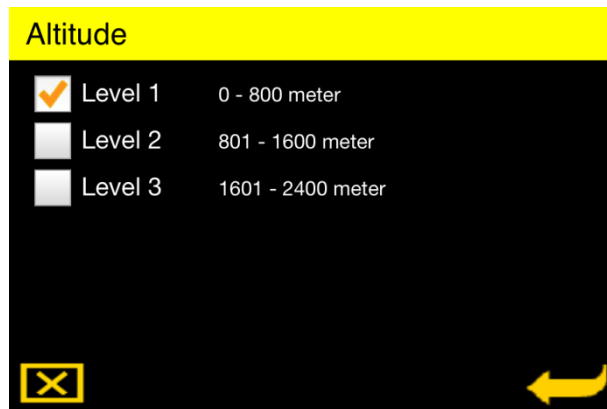 Altitude
Level 1 0 - 800 meter
Level 2 801 - 1600 meter
Level 3 1601 - 2400 meter